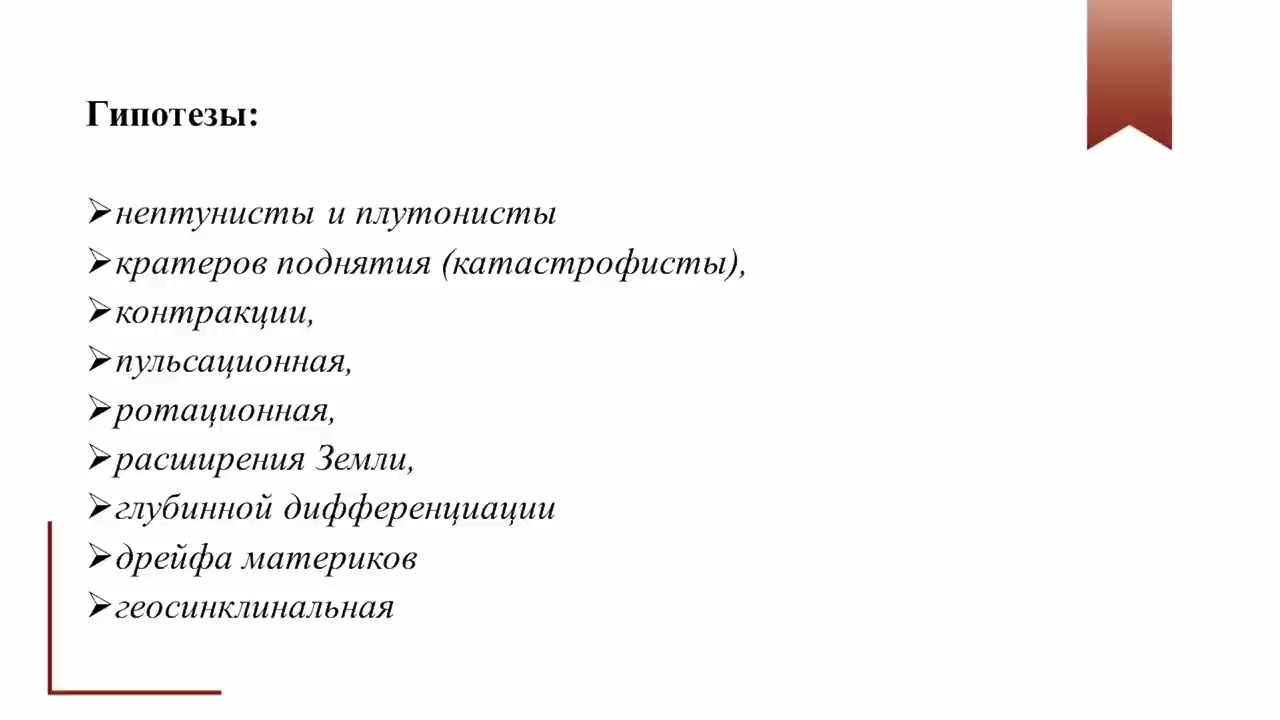 Гипотезы:
➢нептунисты и плутонисты
➢кратеров поднятия (катастрофисты),
➢контракции,
➢пульсационная,
➢ротационная,
➢расширения Земли,
➢глубинной дифференциации
➢дрейфа материков
➢геосинклинальная